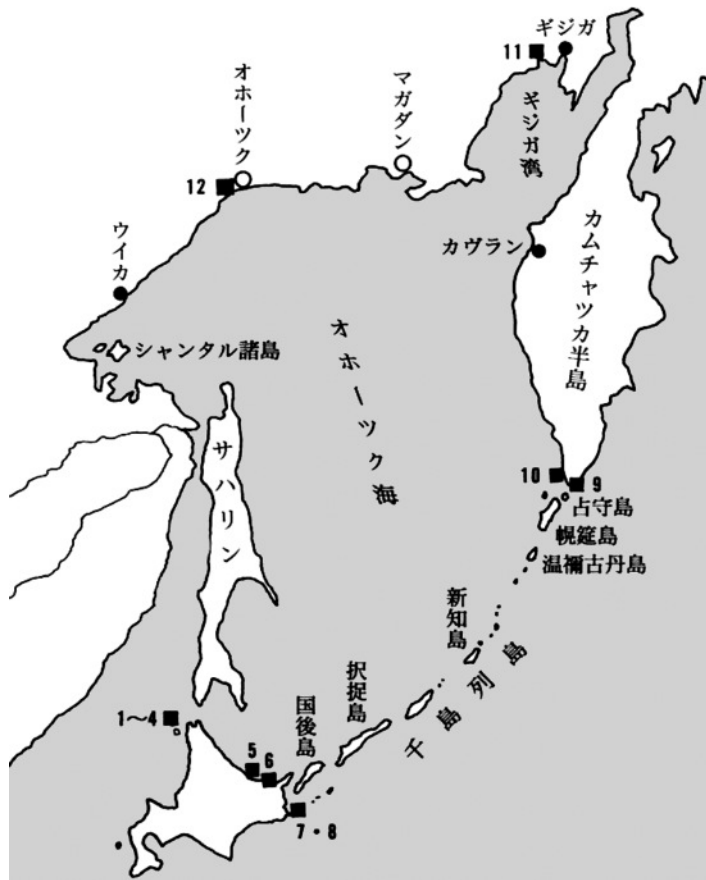 ギジガ
11
オホーツク
マガダン
ギジガ湾
12
カヴラン
カムチャツカ半島
ウイカ
シャンタル諸島
オホーツク海
サハリン
10
9
占守島
幌筵島
温禰古丹島
新知島
千島列島
択捉島
国後島
1〜4
5
6
7・8